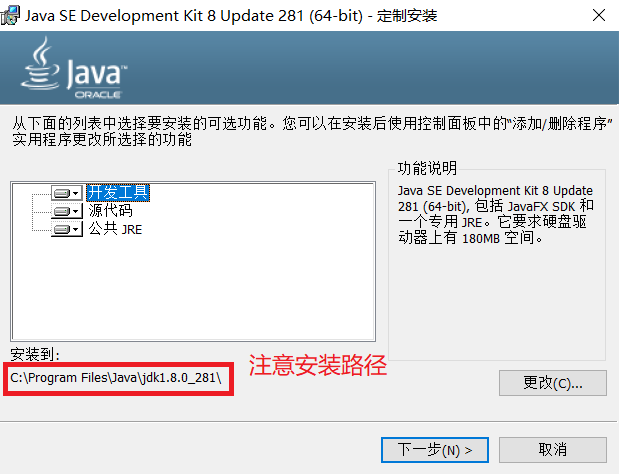 Java SE Development Kit 8 Update 281 (64-bit) - 定制安装
Java™
ORACLE
从下面的列表中选择要安装的可选功能。您可以在安装后使用控制面板中的“添加/删除程序”
实用程序更改所选择的功能
开发工具
源代码
公共 JRE
功能说明
Java SE Development Kit 8 Update
281 (64-bit), 包括 JavaFX SDK 和
一个专用 JRE。它要求硬盘驱
动器上有 180MB 空间。
安装到:
C:\Program Files\Java\jdk1.8.0_281\
注意安装路径
更改(C)...
下一步(N) >
取消